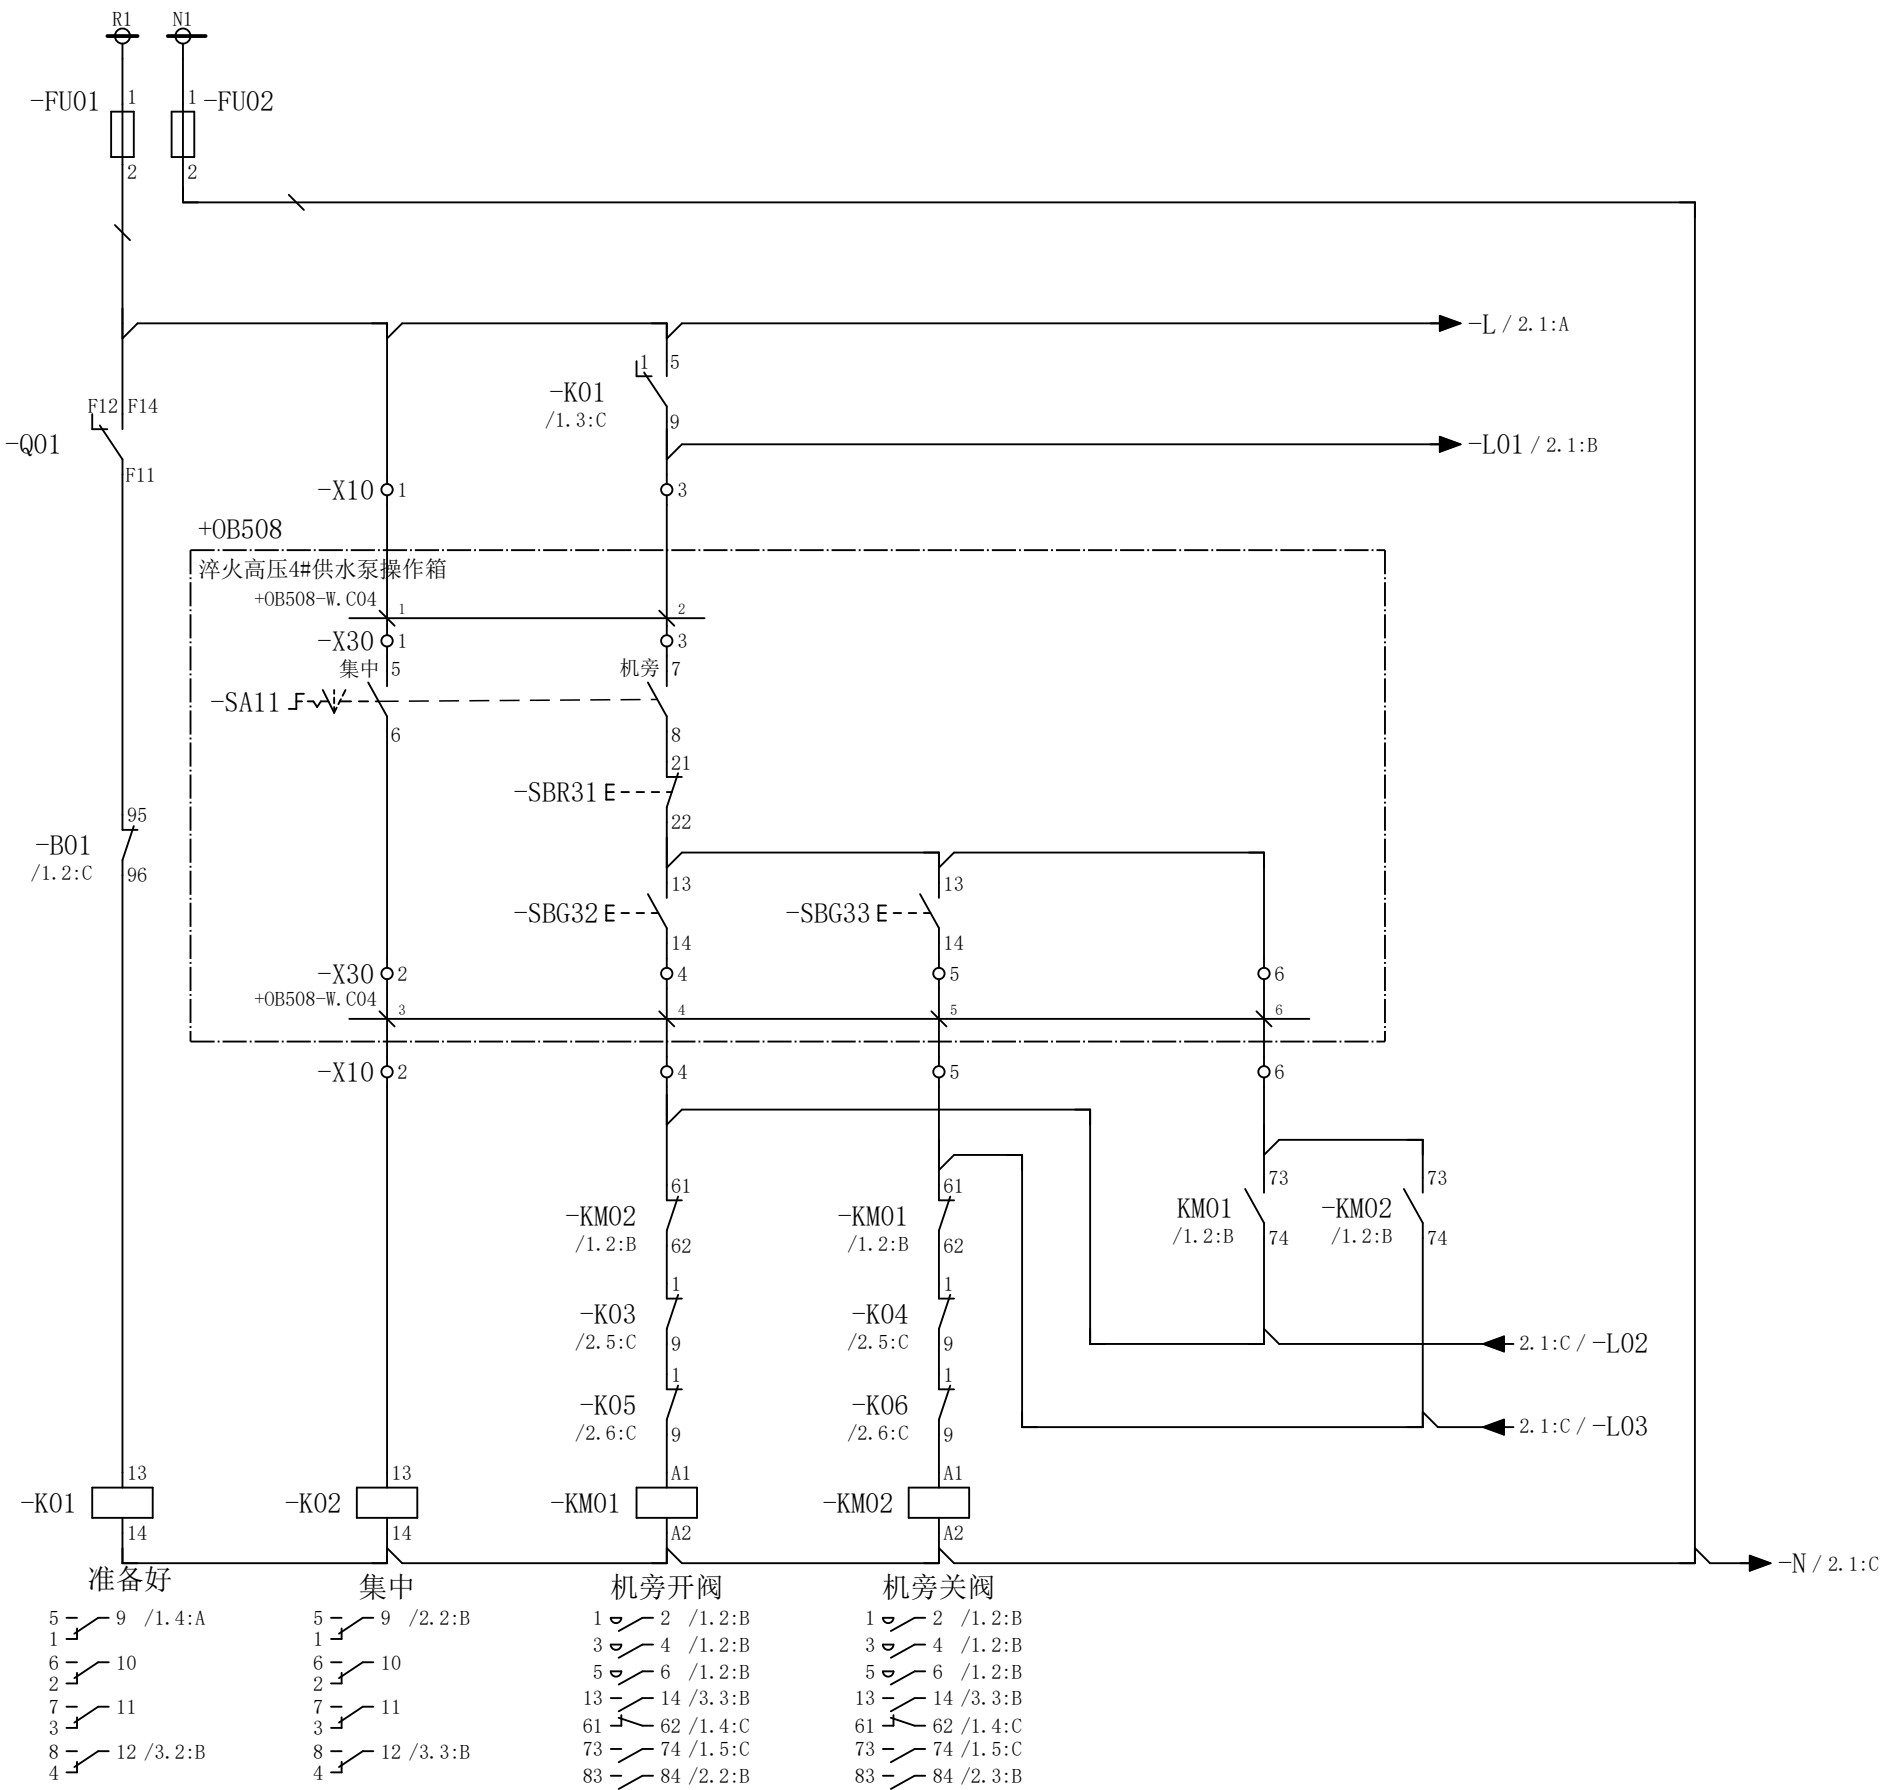 R1 N1
-FU01 1 1 -FU02
2 2
-L / 2.1:A
1 5
-K01
/1.3:C
9
F12 F14
-Q01
F11
-L01 / 2.1:B
-X10 1 3
+OB508
淬火高压4#供水泵操作箱
+OB508-W.C04 1 2
-X30 1 3
集中 5 机旁 7
-SA11
6 8
21
-SBR31
22
95
-B01
/1.2:C 96
13 13
-SBG32 -SBG33
14 14
-X30 2 4 5 6
+OB508-W.C04 3 4 5 6
-X10 2 4 5 6
61 61 73 73
-KM02 -KM01 KM01 -KM02
/1.2:B /1.2:B /1.2:B /1.2:B
62 62 74 74
1 1
-K03 -K04
/2.5:C /2.5:C
9 9
2.1:C / -L02
1 1
-K05 -K06
/2.6:C /2.6:C
9 9
2.1:C / -L03
13 13 A1 A1
-K01 -K02 -KM01 -KM02
14 14 A2 A2
-N / 2.1:C
准备好 集中 机旁开阀 机旁关阀
5 9 /1.4:A
1
6 10
2
7 11
3
8 12 /3.2:B
4
5 9 /2.2:B
1
6 10
2
7 11
3
8 12 /3.3:B
4
1 2 /1.2:B
3 4 /1.2:B
5 6 /1.2:B
13 14 /3.3:B
61 62 /1.4:C
73 74 /1.5:C
83 84 /2.2:B
1 2 /1.2:B
3 4 /1.2:B
5 6 /1.2:B
13 14 /3.3:B
61 62 /1.4:C
73 74 /1.5:C
83 84 /2.3:B